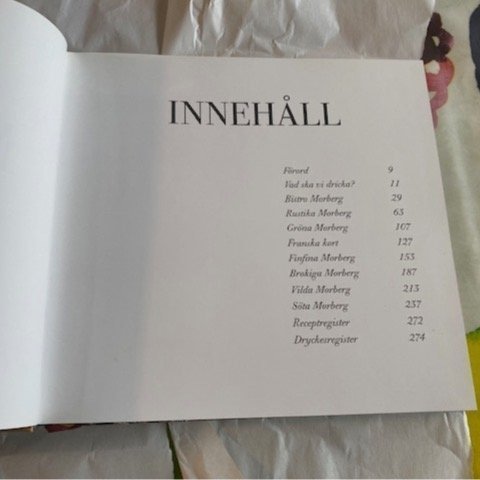 INNEHÅLL
Förord 9
Vad ska vi dricka? 11
Bistro Morberg 29
Rustika Morberg 63
Gröna Morberg 107
Franska kort 127
Finfina Morberg 153
Brokiga Morberg 187
Vilda Morberg 213
Söta Morberg 237
Receptregister 272
Dryckesregister 274